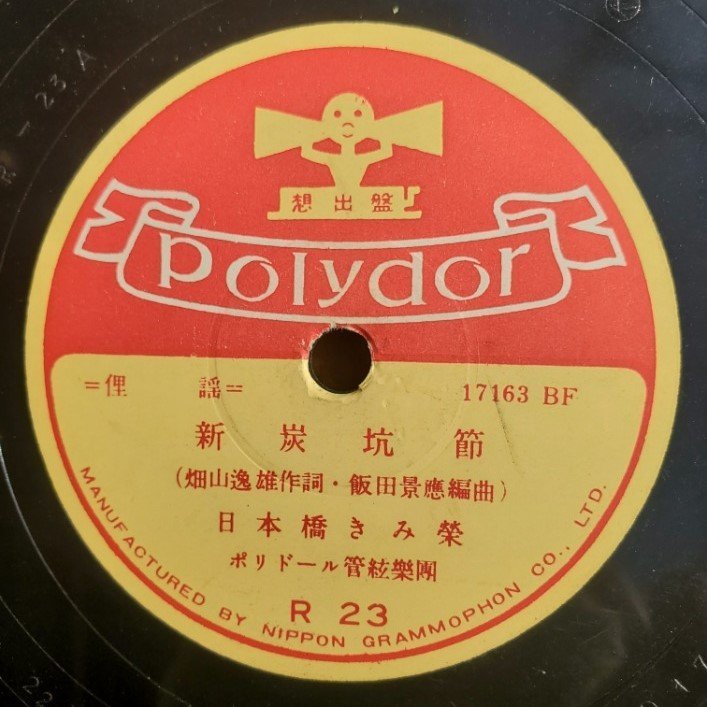 想出盤
Polydor
=俚謡=
17163 BF
新炭坑節
(畑山逸雄作詞・飯田景應編曲)
日本橋きみ榮
ポリドール管絃樂團
R 23
MANUFACTURED BY NIPPON GRAMMOPHON CO., LTD.